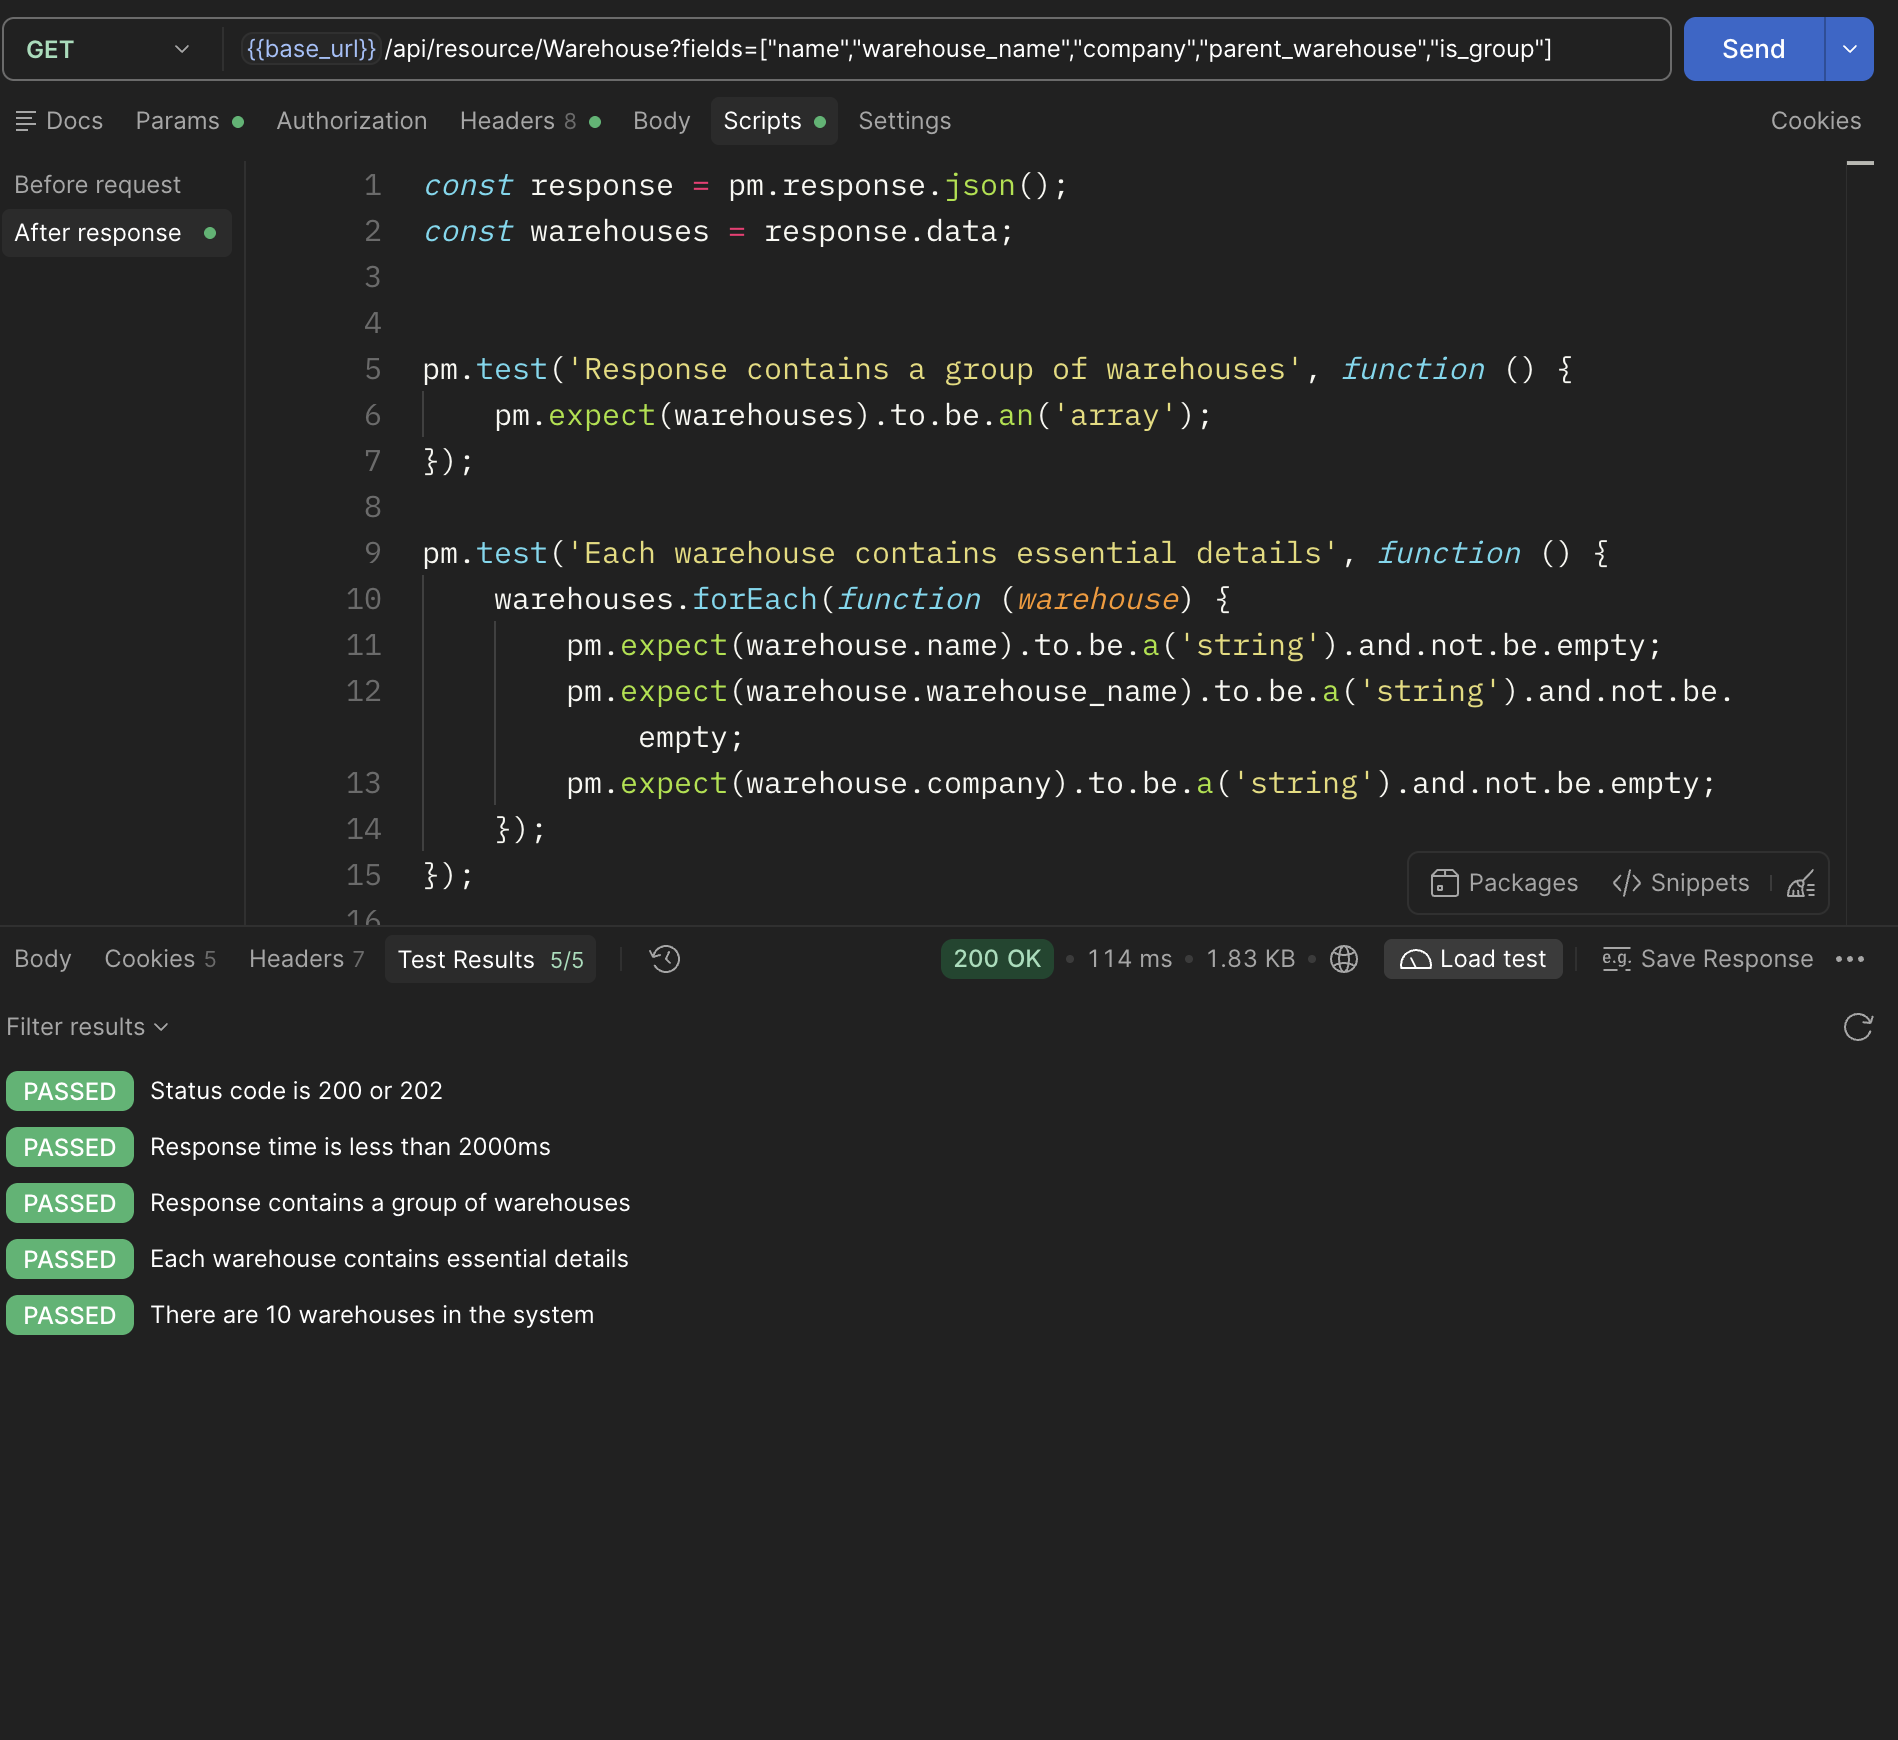 GET {{base_url}}/api/resource/Warehouse?fields=["name","warehouse_name","company","parent_warehouse","is_group"] Send
Docs Params Authorization Headers 8 Body Scripts Settings Cookies
Before request
After response
1 const response = pm.response.json();
2 const warehouses = response.data;
3
4
5 pm.test('Response contains a group of warehouses', function () {
6 pm.expect(warehouses).to.be.an('array');
7 });
8
9 pm.test('Each warehouse contains essential details', function () {
10 warehouses.forEach(function (warehouse) {
11 pm.expect(warehouse.name).to.be.a('string').and.not.be.empty;
12 pm.expect(warehouse.warehouse_name).to.be.a('string').and.not.be.
empty;
13 pm.expect(warehouse.company).to.be.a('string').and.not.be.empty;
14 });
15 });
16
Packages </> Snippets
Body Cookies 5 Headers 7 Test Results 5/5 200 OK • 114 ms • 1.83 KB • Load test e.g. Save Response
Filter results
PASSED Status code is 200 or 202
PASSED Response time is less than 2000ms
PASSED Response contains a group of warehouses
PASSED Each warehouse contains essential details
PASSED There are 10 warehouses in the system